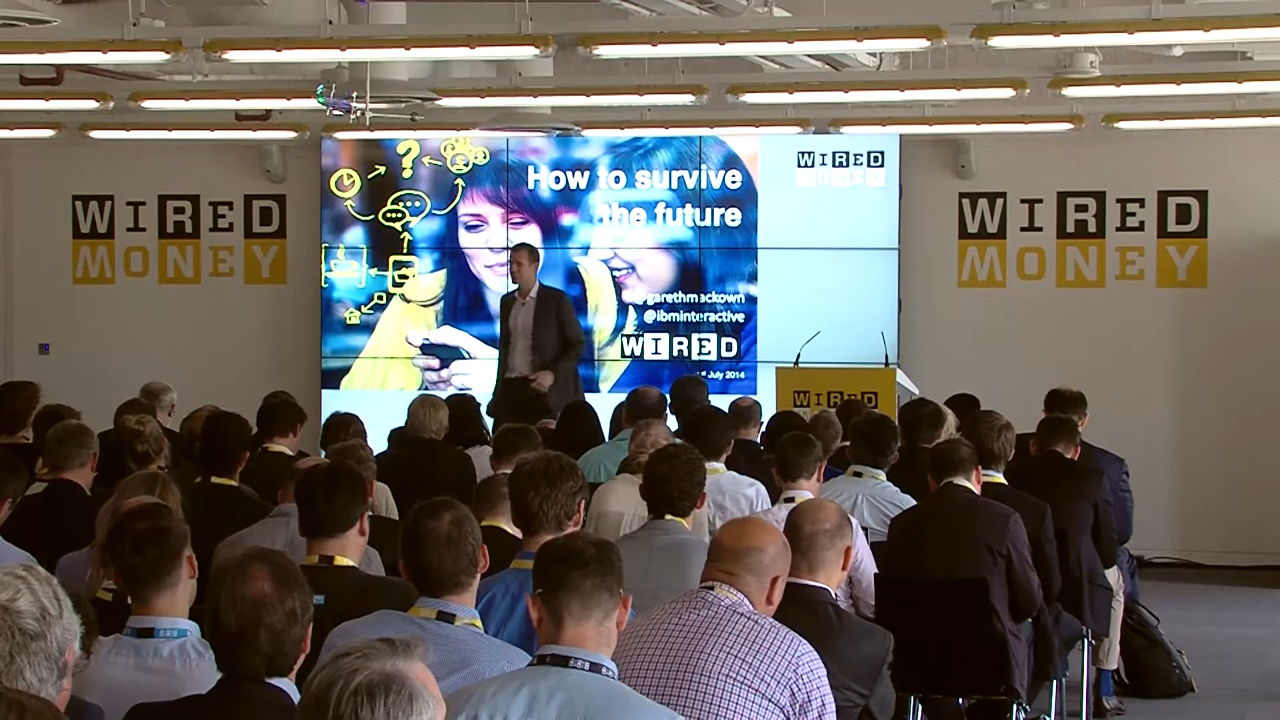 WIRED
MONEY
How to survive
the future
WIRED
MONEY
@garethmackown
@ibminteractive
WIRED
July 2014
WIRED
WIRED
MONEY